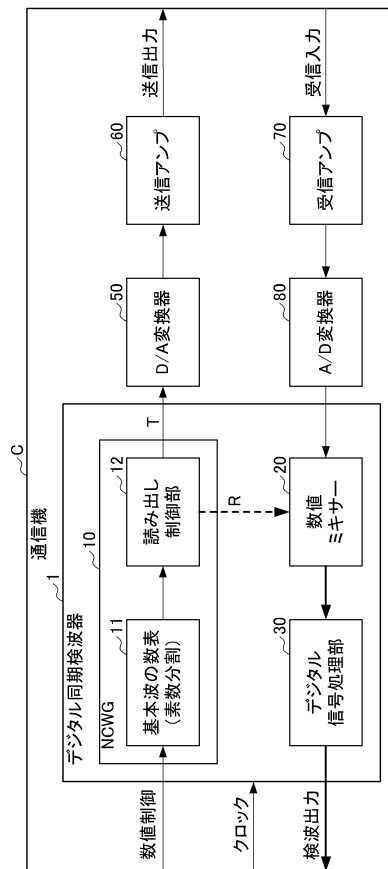 C
通信機
1
デジタル同期検波器
10
NCWG
数値制御
11
基本波の数表
(素数分割)
12
読み出し
制御部
T
50
D/A変換器
60
送信アンプ
送信出力
R
クロック
検波出力
30
デジタル
信号処理部
20
数値
ミキサー
80
A/D変換器
70
受信アンプ
受信入力